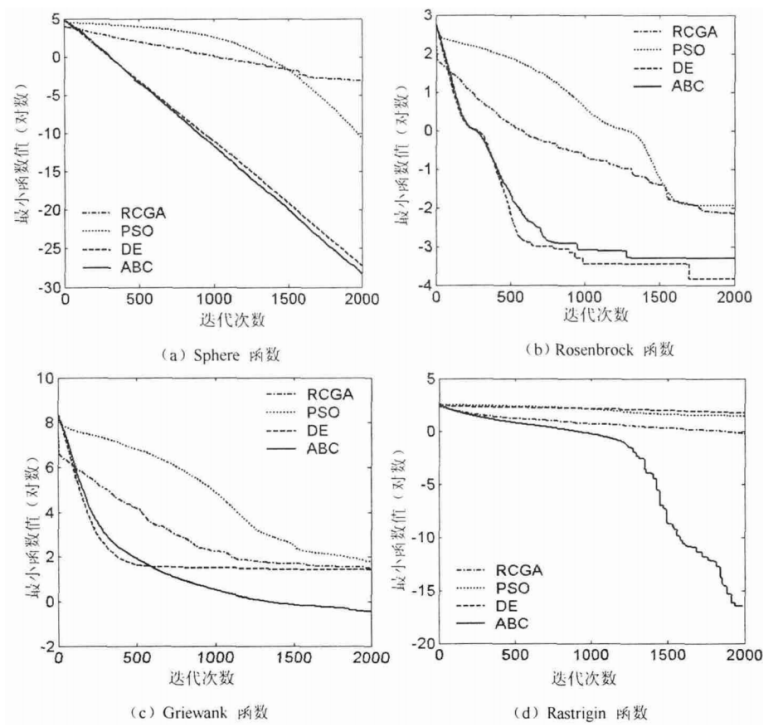 5
0
-5
-10
-15
-20
-25
-30
最小函数值（对数）
RCGA
PSO
DE
ABC
0 500 1000 1500 2000
迭代次数
（a）Sphere 函数
3
2
1
0
-1
-2
-3
-4
最小函数值（对数）
RCGA
PSO
DE
ABC
0 500 1000 1500 2000
迭代次数
（b）Rosenbrock 函数
10
8
6
4
2
0
-2
最小函数值（对数）
RCGA
PSO
DE
ABC
0 500 1000 1500 2000
迭代次数
（c）Griewank 函数
5
0
-5
-10
-15
-20
最小函数值（对数）
RCGA
PSO
DE
ABC
0 500 1000 1500 2000
迭代次数
（d）Rastrigin 函数